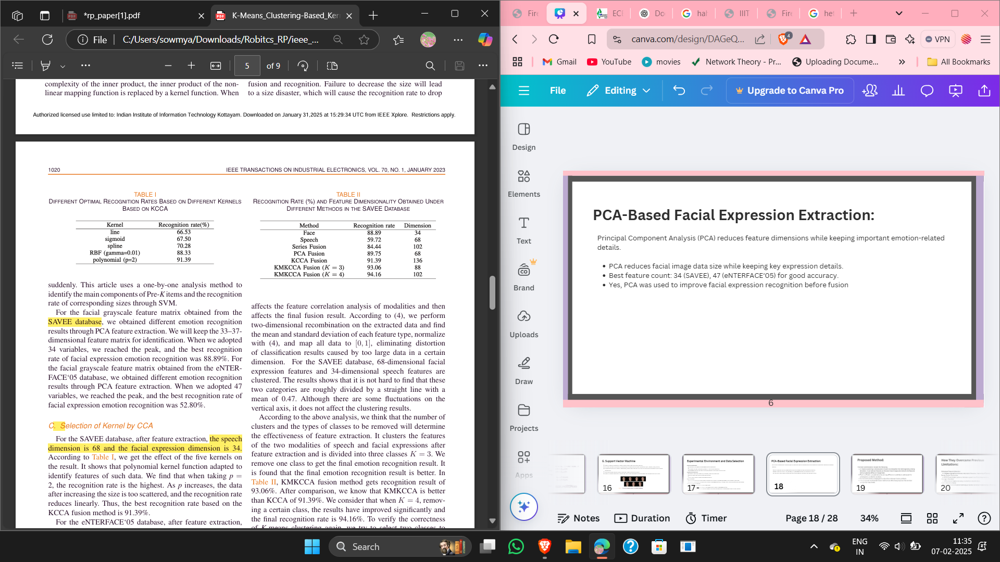 *rp_paper[1].pdf
K-Means_Clustering-Based_Ker
File
C:/Users/sowmya/Downloads/Robitcs_RP/ieee_...
5
of 9
complexity of the inner product, the inner product of the non-
linear mapping function is replaced by a kernel function. When
fusion and recognition. Failure to decrease the size will lead
to a size disaster, which will cause the recognition rate to drop
Authorized licensed use limited to: Indian Institute of Information Technology Kottayam. Downloaded on January 31,2025 at 15:29:34 UTC from IEEE Xplore. Restrictions apply.
1020
IEEE TRANSACTIONS ON INDUSTRIAL ELECTRONICS, VOL. 70, NO. 1, JANUARY 2023
TABLE I
DIFFERENT OPTIMAL RECOGNITION RATES BASED ON DIFFERENT KERNELS
BASED ON KCCA
Kernel Recognition rate(%)
line 66.53
sigmoid 67.50
spline 70.28
RBF (gamma=0.01) 88.33
polynomial (p=2) 91.39
suddenly. This article uses a one-by-one analysis method to
identify the main components of Pre-K items and the recognition
rate of corresponding sizes through SVM.
For the facial grayscale feature matrix obtained from the
SAVEE database, we obtained different emotion recognition
results through PCA feature extraction. We will keep the 33–37-
dimensional feature matrix for identification. When we adopted
34 variables, we reached the peak, and the best recognition
rate of facial expression emotion recognition was 88.89%. For
the facial grayscale feature matrix obtained from the eNTER-
FACE‘05 database, we obtained different emotion recognition
results through PCA feature extraction. When we adopted 47
variables, we reached the peak, and the best recognition rate of
facial expression emotion recognition was 52.80%.
C. Selection of Kernel by CCA
For the SAVEE database, after feature extraction, the speech
dimension is 68 and the facial expression dimension is 34.
According to Table I, we get the effect of the five kernels on
the result. It shows that polynomial kernel function adapted to
identify features of such data. We find that when taking p =
2, the recognition rate is the highest. As p increases, the data
after increasing the size is too scattered, and the recognition rate
reduces linearly. Thus, the best recognition rate based on the
KCCA fusion method is 91.39%.
For the eNTERFACE‘05 database, after feature extraction,
TABLE II
RECOGNITION RATE (%) AND FEATURE DIMENSIONALITY OBTAINED UNDER
DIFFERENT METHODS IN THE SAVEE DATABASE
Method Recognition rate Dimension
Face 88.89 34
Speech 59.72 68
Series Fusion 84.44 102
PCA Fusion 89.75 68
KCCA Fusion 91.39 136
KMKCCA Fusion (K = 3) 93.06 88
KMKCCA Fusion (K = 4) 94.16 102
affects the feature correlation analysis of modalities and then
affects the final fusion result. According to (4), we perform
two-dimensional recombination on the extracted data and find
the mean and standard deviation of each feature type, normalize
with (4), and map all data to [0, 1], eliminating distortion
of classification results caused by too large data in a certain
dimension. For the SAVEE database, 68-dimensional facial
expression features and 34-dimensional speech features are
clustered. The results shows that it is not hard to find that these
two categories are roughly divided by a straight line with a
mean of 0.47. Although there are some fluctuations on the
vertical axis, it does not affect the clustering results.
According to the above analysis, we think that the number of
clusters and the types of classes to be removed will determine
the effectiveness of feature extraction. It clusters the features
of the two modalities of speech and facial expressions after
feature extraction and is divided into three classes K = 3. We
remove one class to get the final emotion recognition result. It
is found that the final emotion recognition result is better. In
Table II, KMKCCA fusion method gets recognition result of
93.06%. After comparison, we know that KMKCCA is better
than KCCA of 91.39%. We consider that when K = 4, remov-
ing a certain class, the results have improved significantly and
the final recognition rate is 94.16%. To verify the correctness
of K-means clustering again, we try to select two classes to
Fire
ECE
Do
hal
IIIT
Fire
het
canva.com/design/DAGeQ...
4
VPN
Gmail
YouTube
movies
Network Theory - Pr...
Uploading Docume...
All Bookmarks
File
Editing
Upgrade to Canva Pro
Design
Elements
Text
Brand
Uploads
Draw
Projects
Apps
PCA-Based Facial Expression Extraction:
Principal Component Analysis (PCA) reduces feature dimensions while keeping important emotion-related
details.
PCA reduces facial image data size while keeping key expression details.
Best feature count: 34 (SAVEE), 47 (eNTERFACE‘05) for good accuracy.
Yes, PCA was used to improve facial expression recognition before fusion
6
G. Support Vector Machine
16
Experimental Environment and Data Selection
17 -
PCA-Based Facial Expression Extraction:
18
Proposed Method:
19
How They Overcame Previous
Limitations:
20
Notes
Duration
Timer
Page 18 / 28
34%
Search
ENG
IN
11:35
07-02-2025